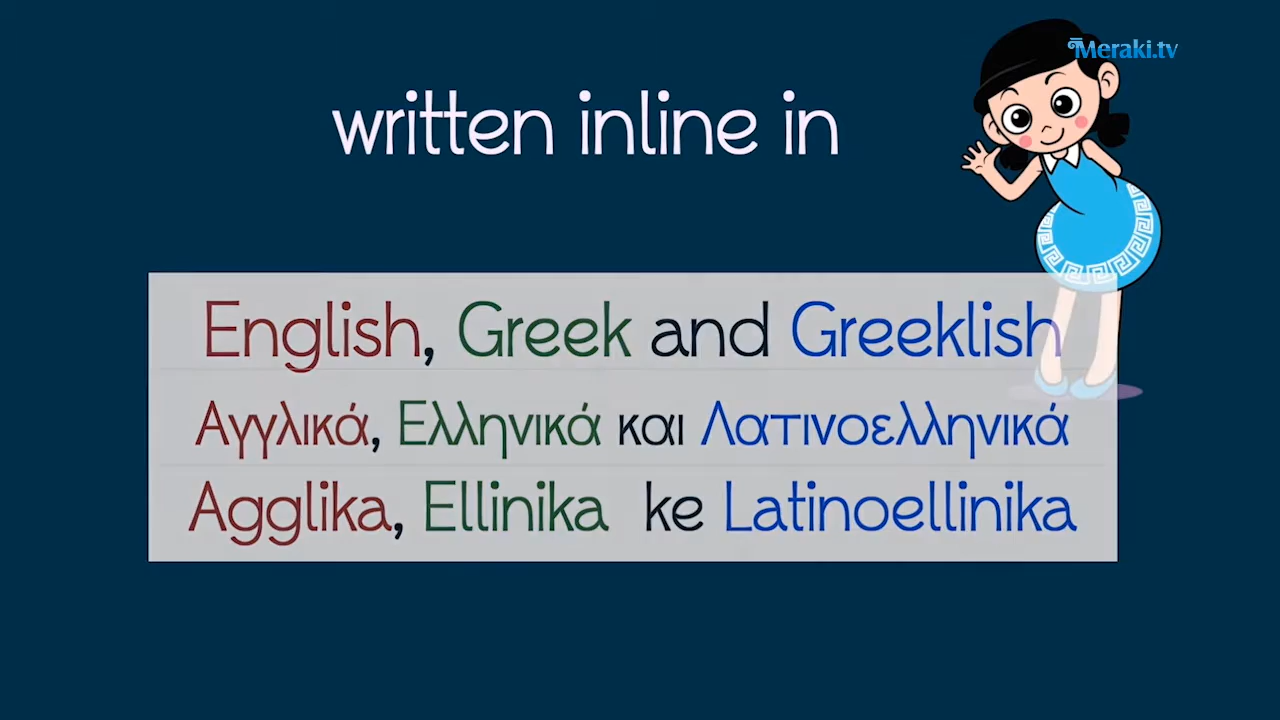 Meraki.tv
written inline in
English, Greek and Greeklish
Αγγλικά, Ελληνικά και Λατινοελληνικά
Agglika, Ellinika ke Latinoellinika